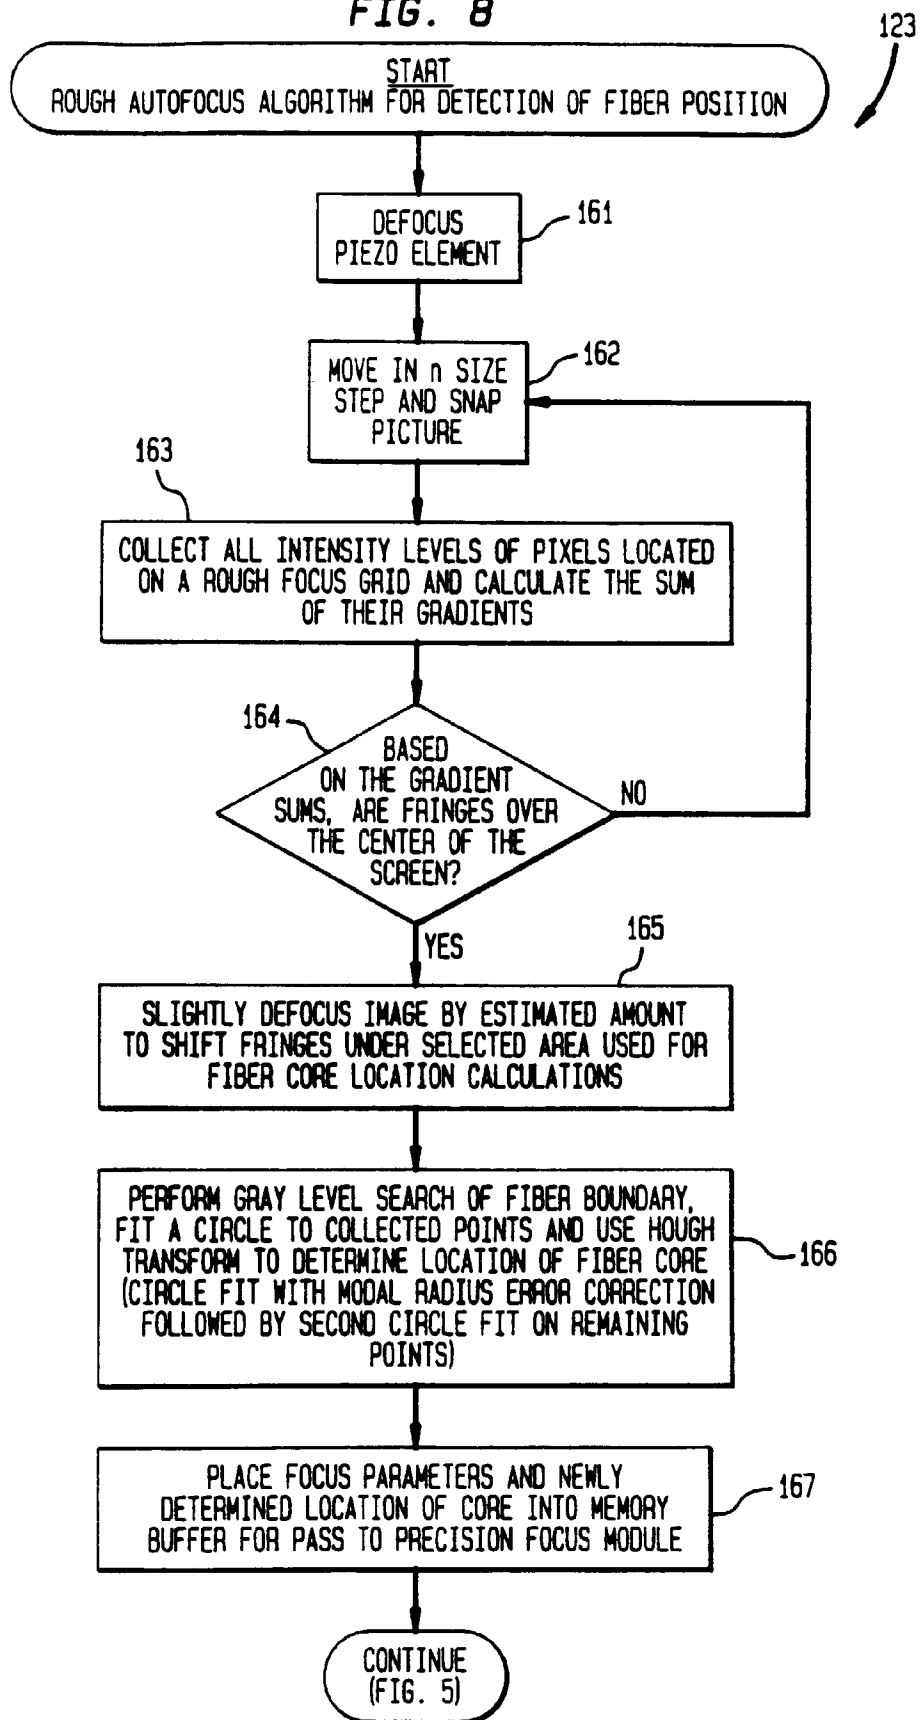 FIG. 8
123
START
ROUGH AUTOFOCUS ALGORITHM FOR DETECTION OF FIBER POSITION
DEFOCUS
PIEZO ELEMENT
161
MOVE IN n SIZE
STEP AND SNAP
PICTURE
162
163
COLLECT ALL INTENSITY LEVELS OF PIXELS LOCATED
ON A ROUGH FOCUS GRID AND CALCULATE THE SUM
OF THEIR GRADIENTS
164
BASED
ON THE GRADIENT
SUMS, ARE FRINGES OVER
THE CENTER OF THE
SCREEN?
NO
YES
165
SLIGHTLY DEFOCUS IMAGE BY ESTIMATED AMOUNT
TO SHIFT FRINGES UNDER SELECTED AREA USED FOR
FIBER CORE LOCATION CALCULATIONS
PERFORM GRAY LEVEL SEARCH OF FIBER BOUNDARY,
FIT A CIRCLE TO COLLECTED POINTS AND USE HOUGH
TRANSFORM TO DETERMINE LOCATION OF FIBER CORE
(CIRCLE FIT WITH MODAL RADIUS ERROR CORRECTION
FOLLOWED BY SECOND CIRCLE FIT ON REMAINING
POINTS)
166
PLACE FOCUS PARAMETERS AND NEWLY
DETERMINED LOCATION OF CORE INTO MEMORY
BUFFER FOR PASS TO PRECISION FOCUS MODULE
167
CONTINUE
(FIG. 5)